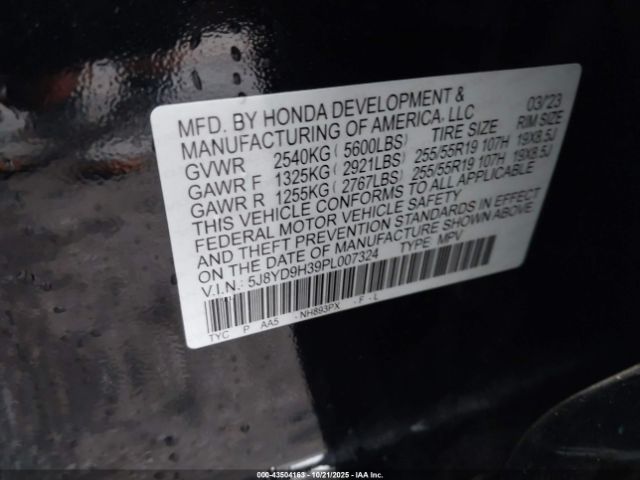 MFD. BY HONDA DEVELOPMENT & 03/23
MANUFACTURING OF AMERICA, LLC
GVWR 2540KG ( 5600LBS) TIRE SIZE RIM SIZE
GAWR F 1325KG ( 2921LBS) 255/55R19 107H 19X8.5J
GAWR R 1255KG ( 2767LBS) 255/55R19 107H 19X8.5J
THIS VEHICLE CONFORMS TO ALL APPLICABLE
FEDERAL MOTOR VEHICLE SAFETY
AND THEFT PREVENTION STANDARDS IN EFFECT
ON THE DATE OF MANUFACTURE SHOWN ABOVE
V.I.N.: 5J8YD9H39PL007324 TYPE MPV
TYC P AA5 - NH893PX - F - L
000-43504163 - 10/21/2025 - IAA Inc.